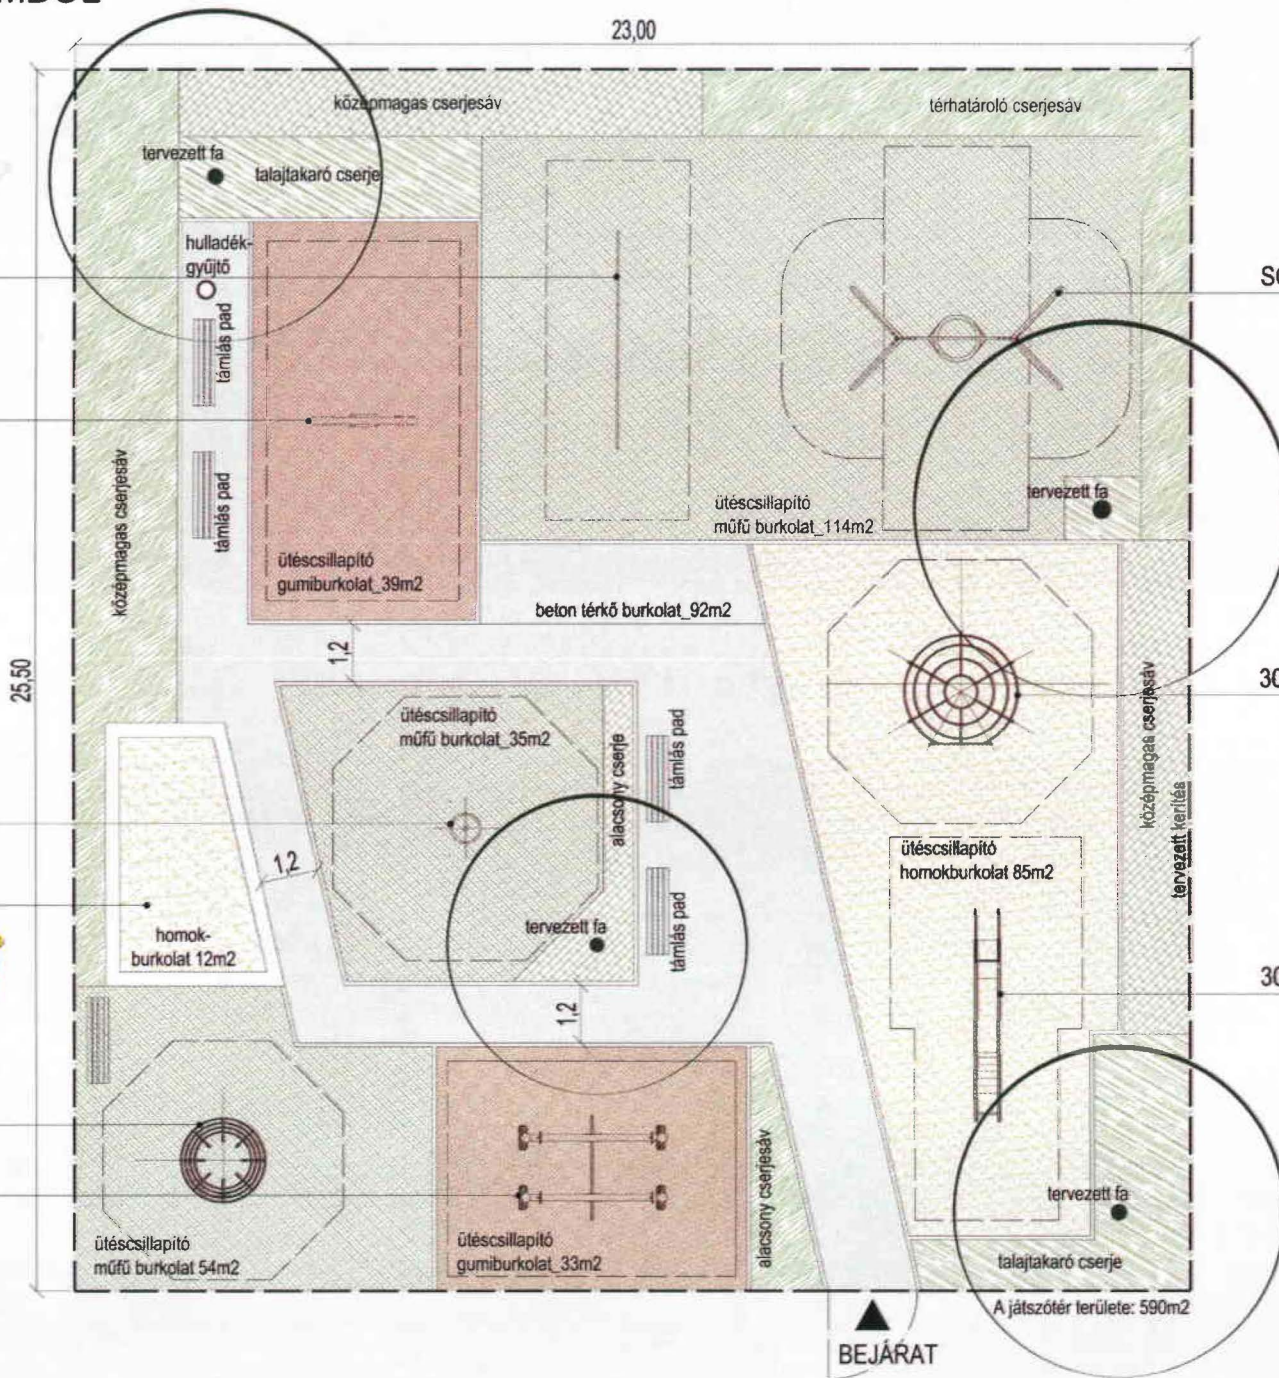 23,00
középmagas cserjesáv
térhatároló cserjesáv
tervezett fa
talajtakaró cserje
hulladék-
gyűjtő
támlás pad
támlás pad
középmagas cserjesáv
25,50
ütéscsillapító
gumiburkolat_39m2
ütéscsillapító
műfű burkolat_114m2
tervezett fa
beton térkő burkolat_92m2
1,2
ütéscsillapító
műfű burkolat_35m2
alacsony cserje
támlás pad
támlás pad
középmagas cserjesáv
tervezett kerítés
30
ütéscsillapító
homokburkolat 85m2
1,2
homok-
burkolat 12m2
tervezett fa
30
1,2
ütéscsillapító
műfű burkolat 54m2
ütéscsillapító
gumiburkolat_33m2
alacsony cserjesáv
tervezett fa
talajtakaró cserje
A játszótér területe: 590m2
BEJÁRAT